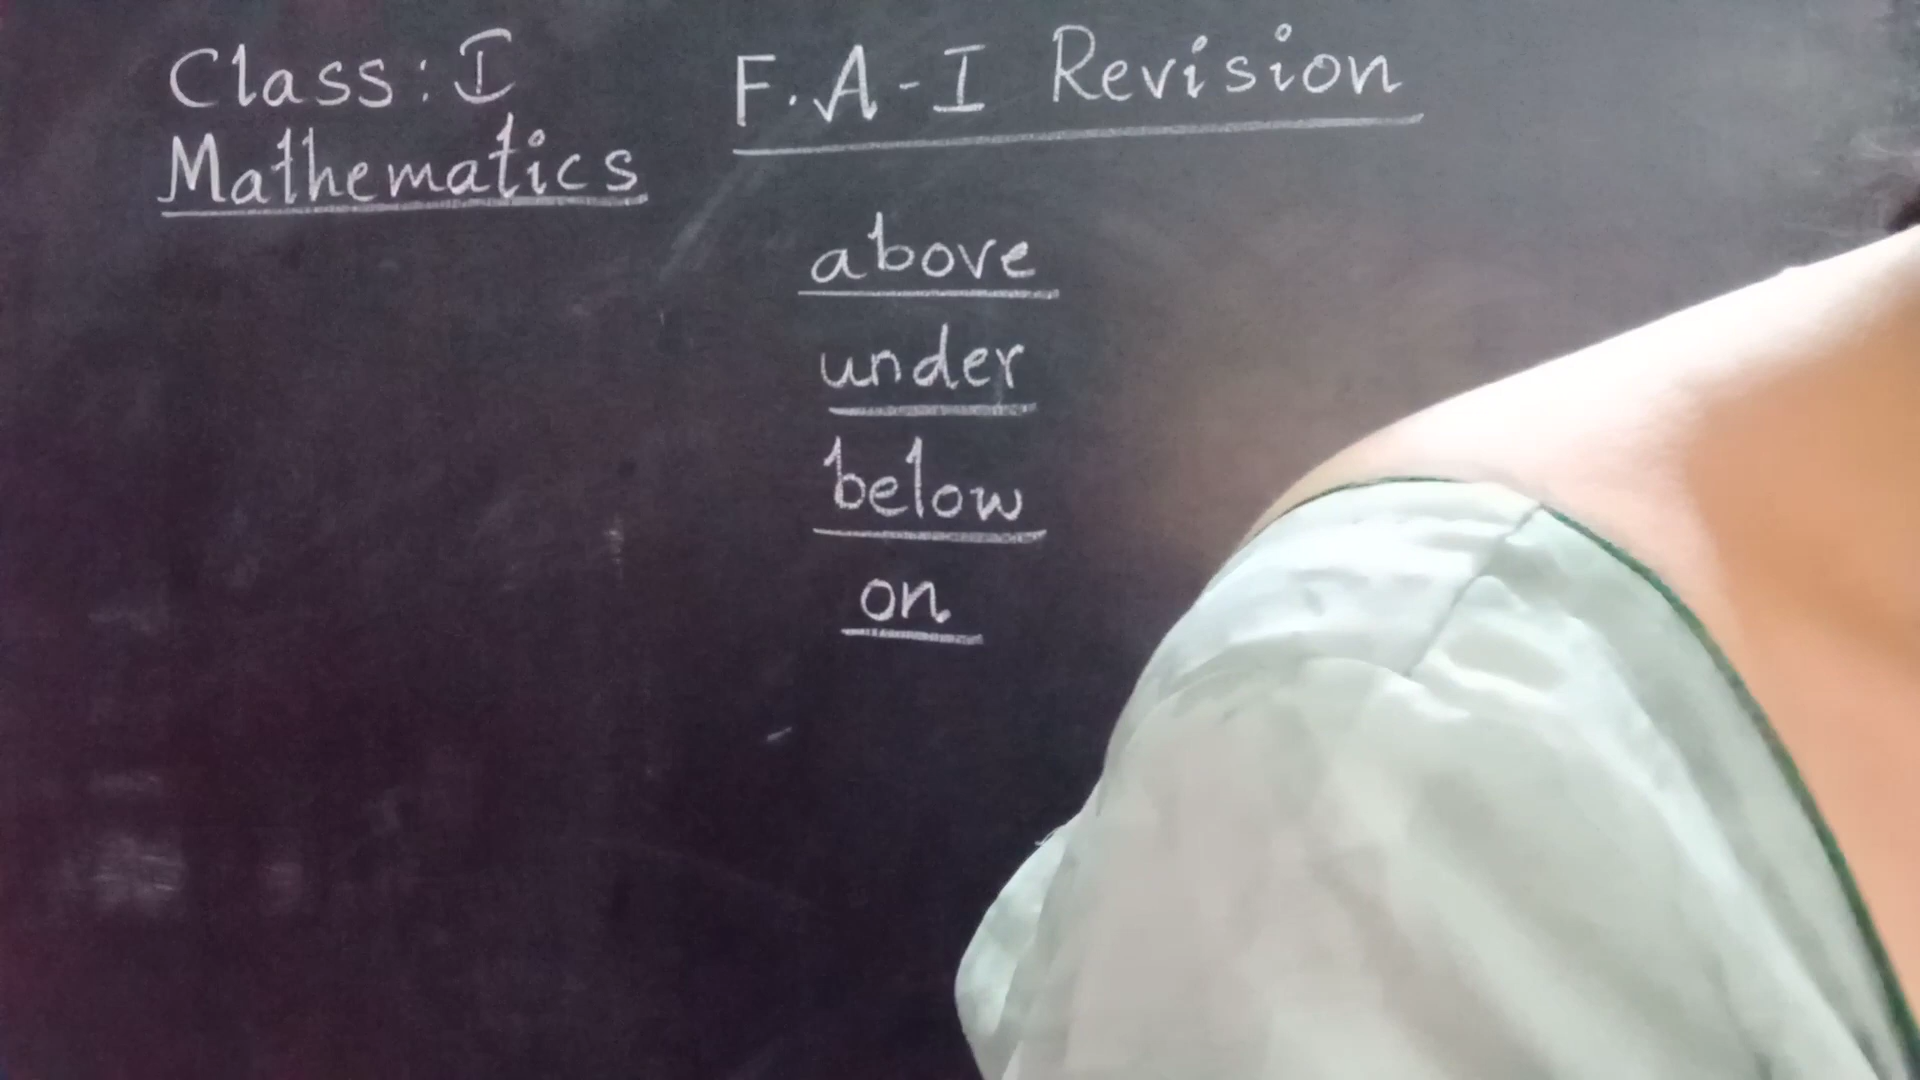 Class: I
Mathematics
F.A-I Revision
above
under
below
on